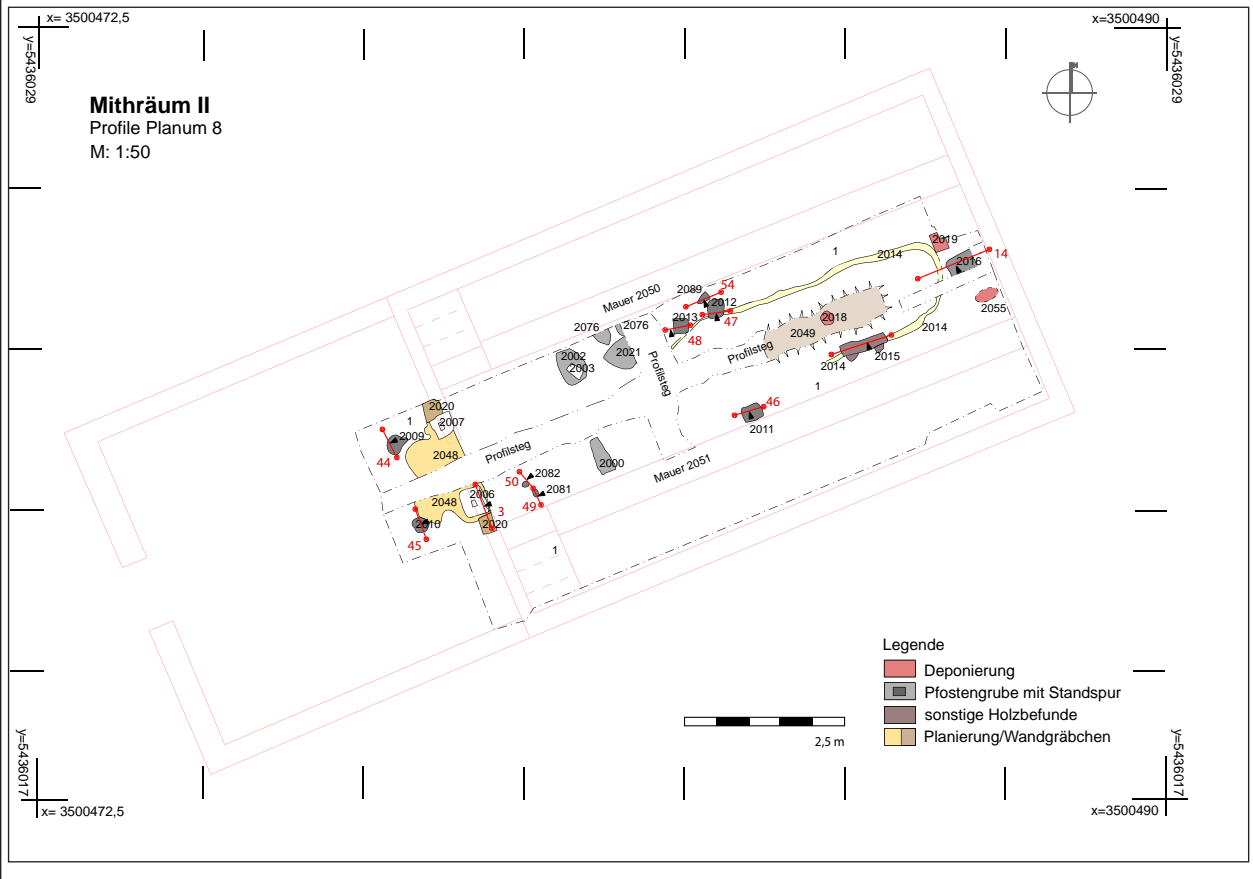 x= 3500472,5
x=3500490
y=5436029
y=5436029
Mithräum II
Profile Planum 8
M: 1:50
N
2019
1
2014
14
2016
54
2089
2012
Mauer 2050
2055
2013
47
2018
2076
2076
2014
2049
48
2021
Profilsteg
2002
Profilsteg
2015
2003
2014
1
46
2020
1
2007
2011
2009
2048
44
Profilsteg
2000
Mauer 2051
2082
50
2081
2006
2048
49
3
2010
2020
45
1
Legende
Deponierung
Pfostengrube mit Standspur
sonstige Holzbefunde
Planierung/Wandgräbchen
2,5 m
y=5436017
y=5436017
x= 3500472,5
x=3500490